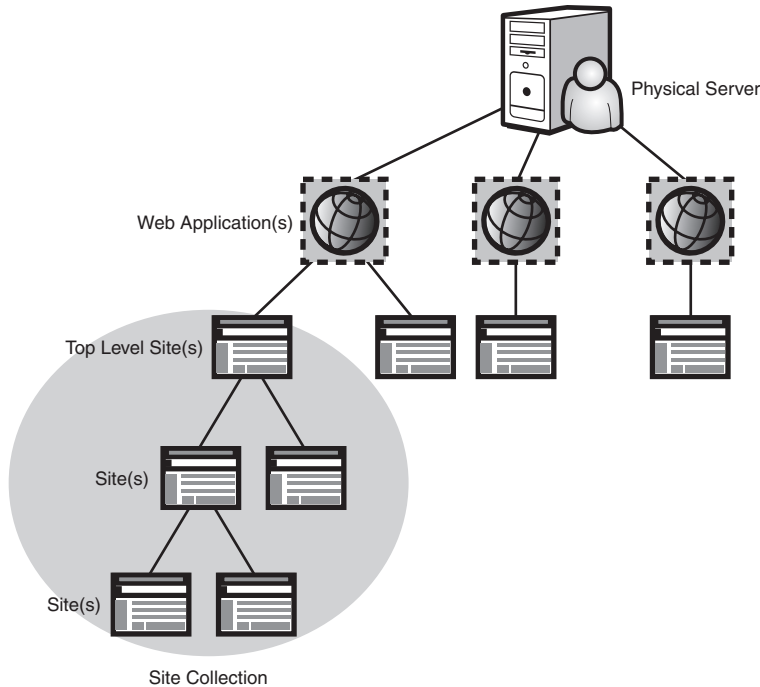 Physical Server
Web Application(s)
Top Level Site(s)
Site(s)
Site(s)
Site Collection